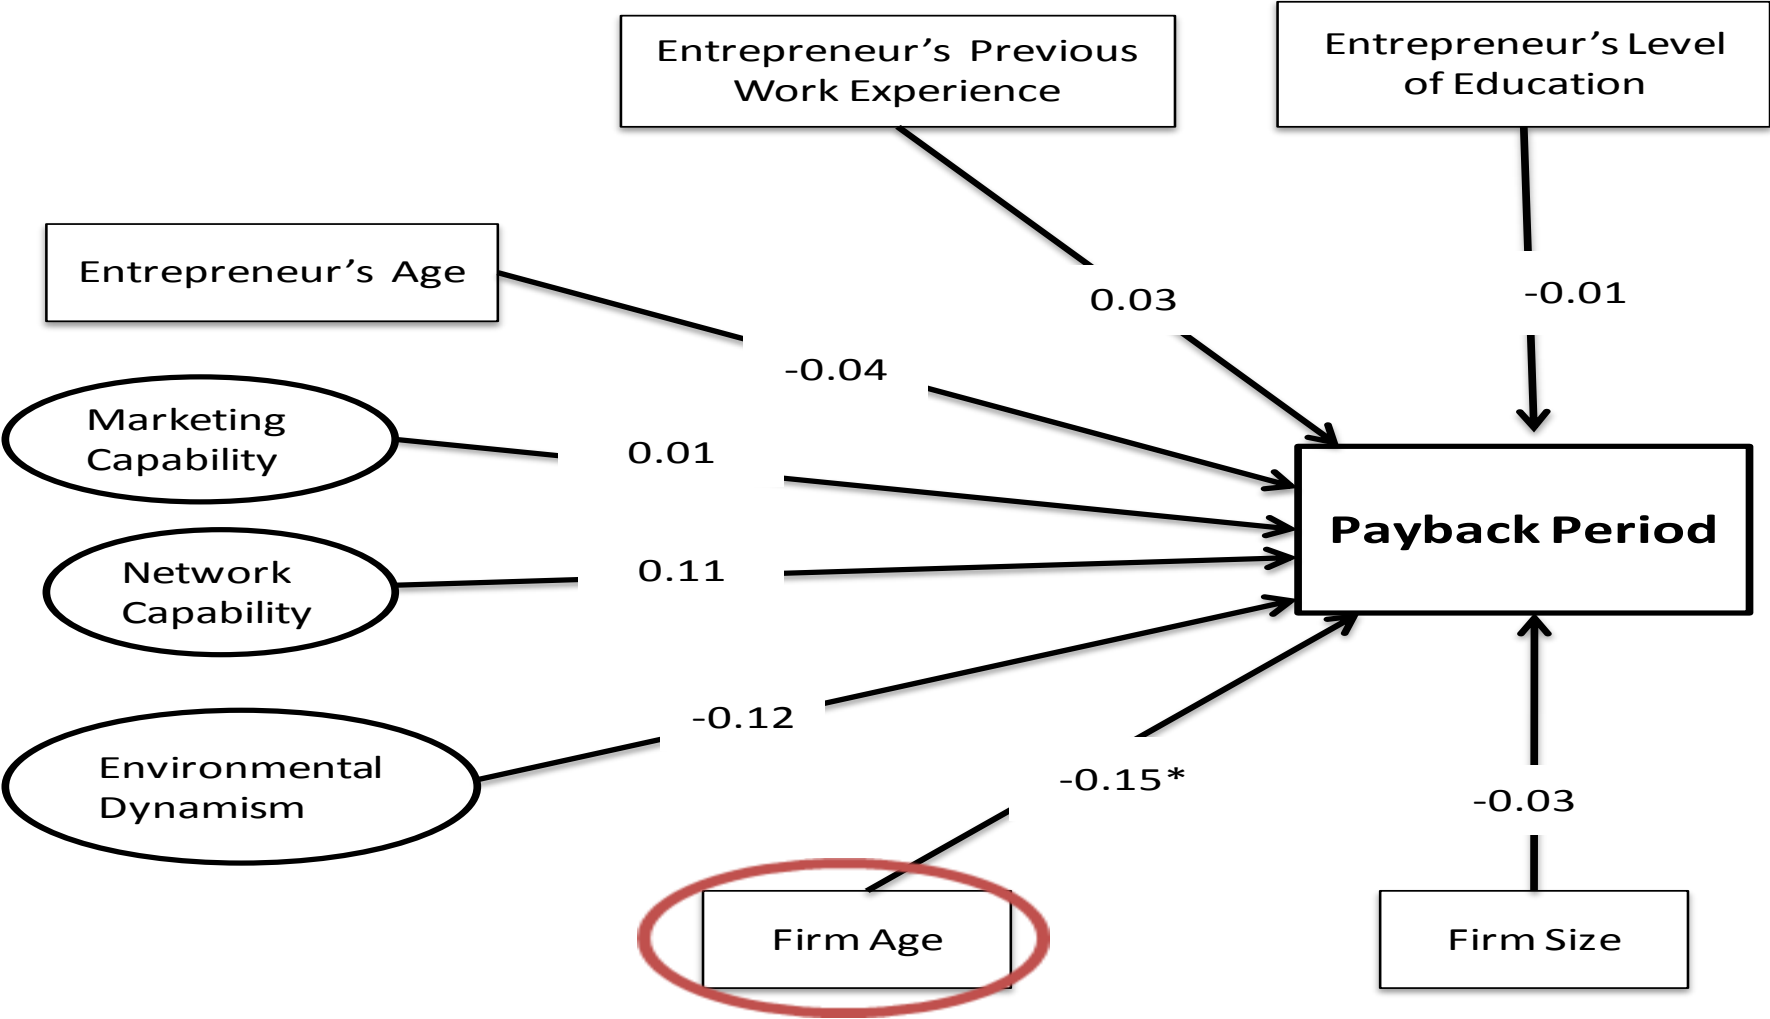 Entrepreneur's Previous
Work Experience
Entrepreneur's Level
of Education
Entrepreneur's Age
0.03
-0.01
-0.04
Marketing
Capability
0.01
Payback Period
Network
Capability
0.11
-0.12
Environmental
Dynamism
-0.15*
-0.03
Firm Age
Firm Size